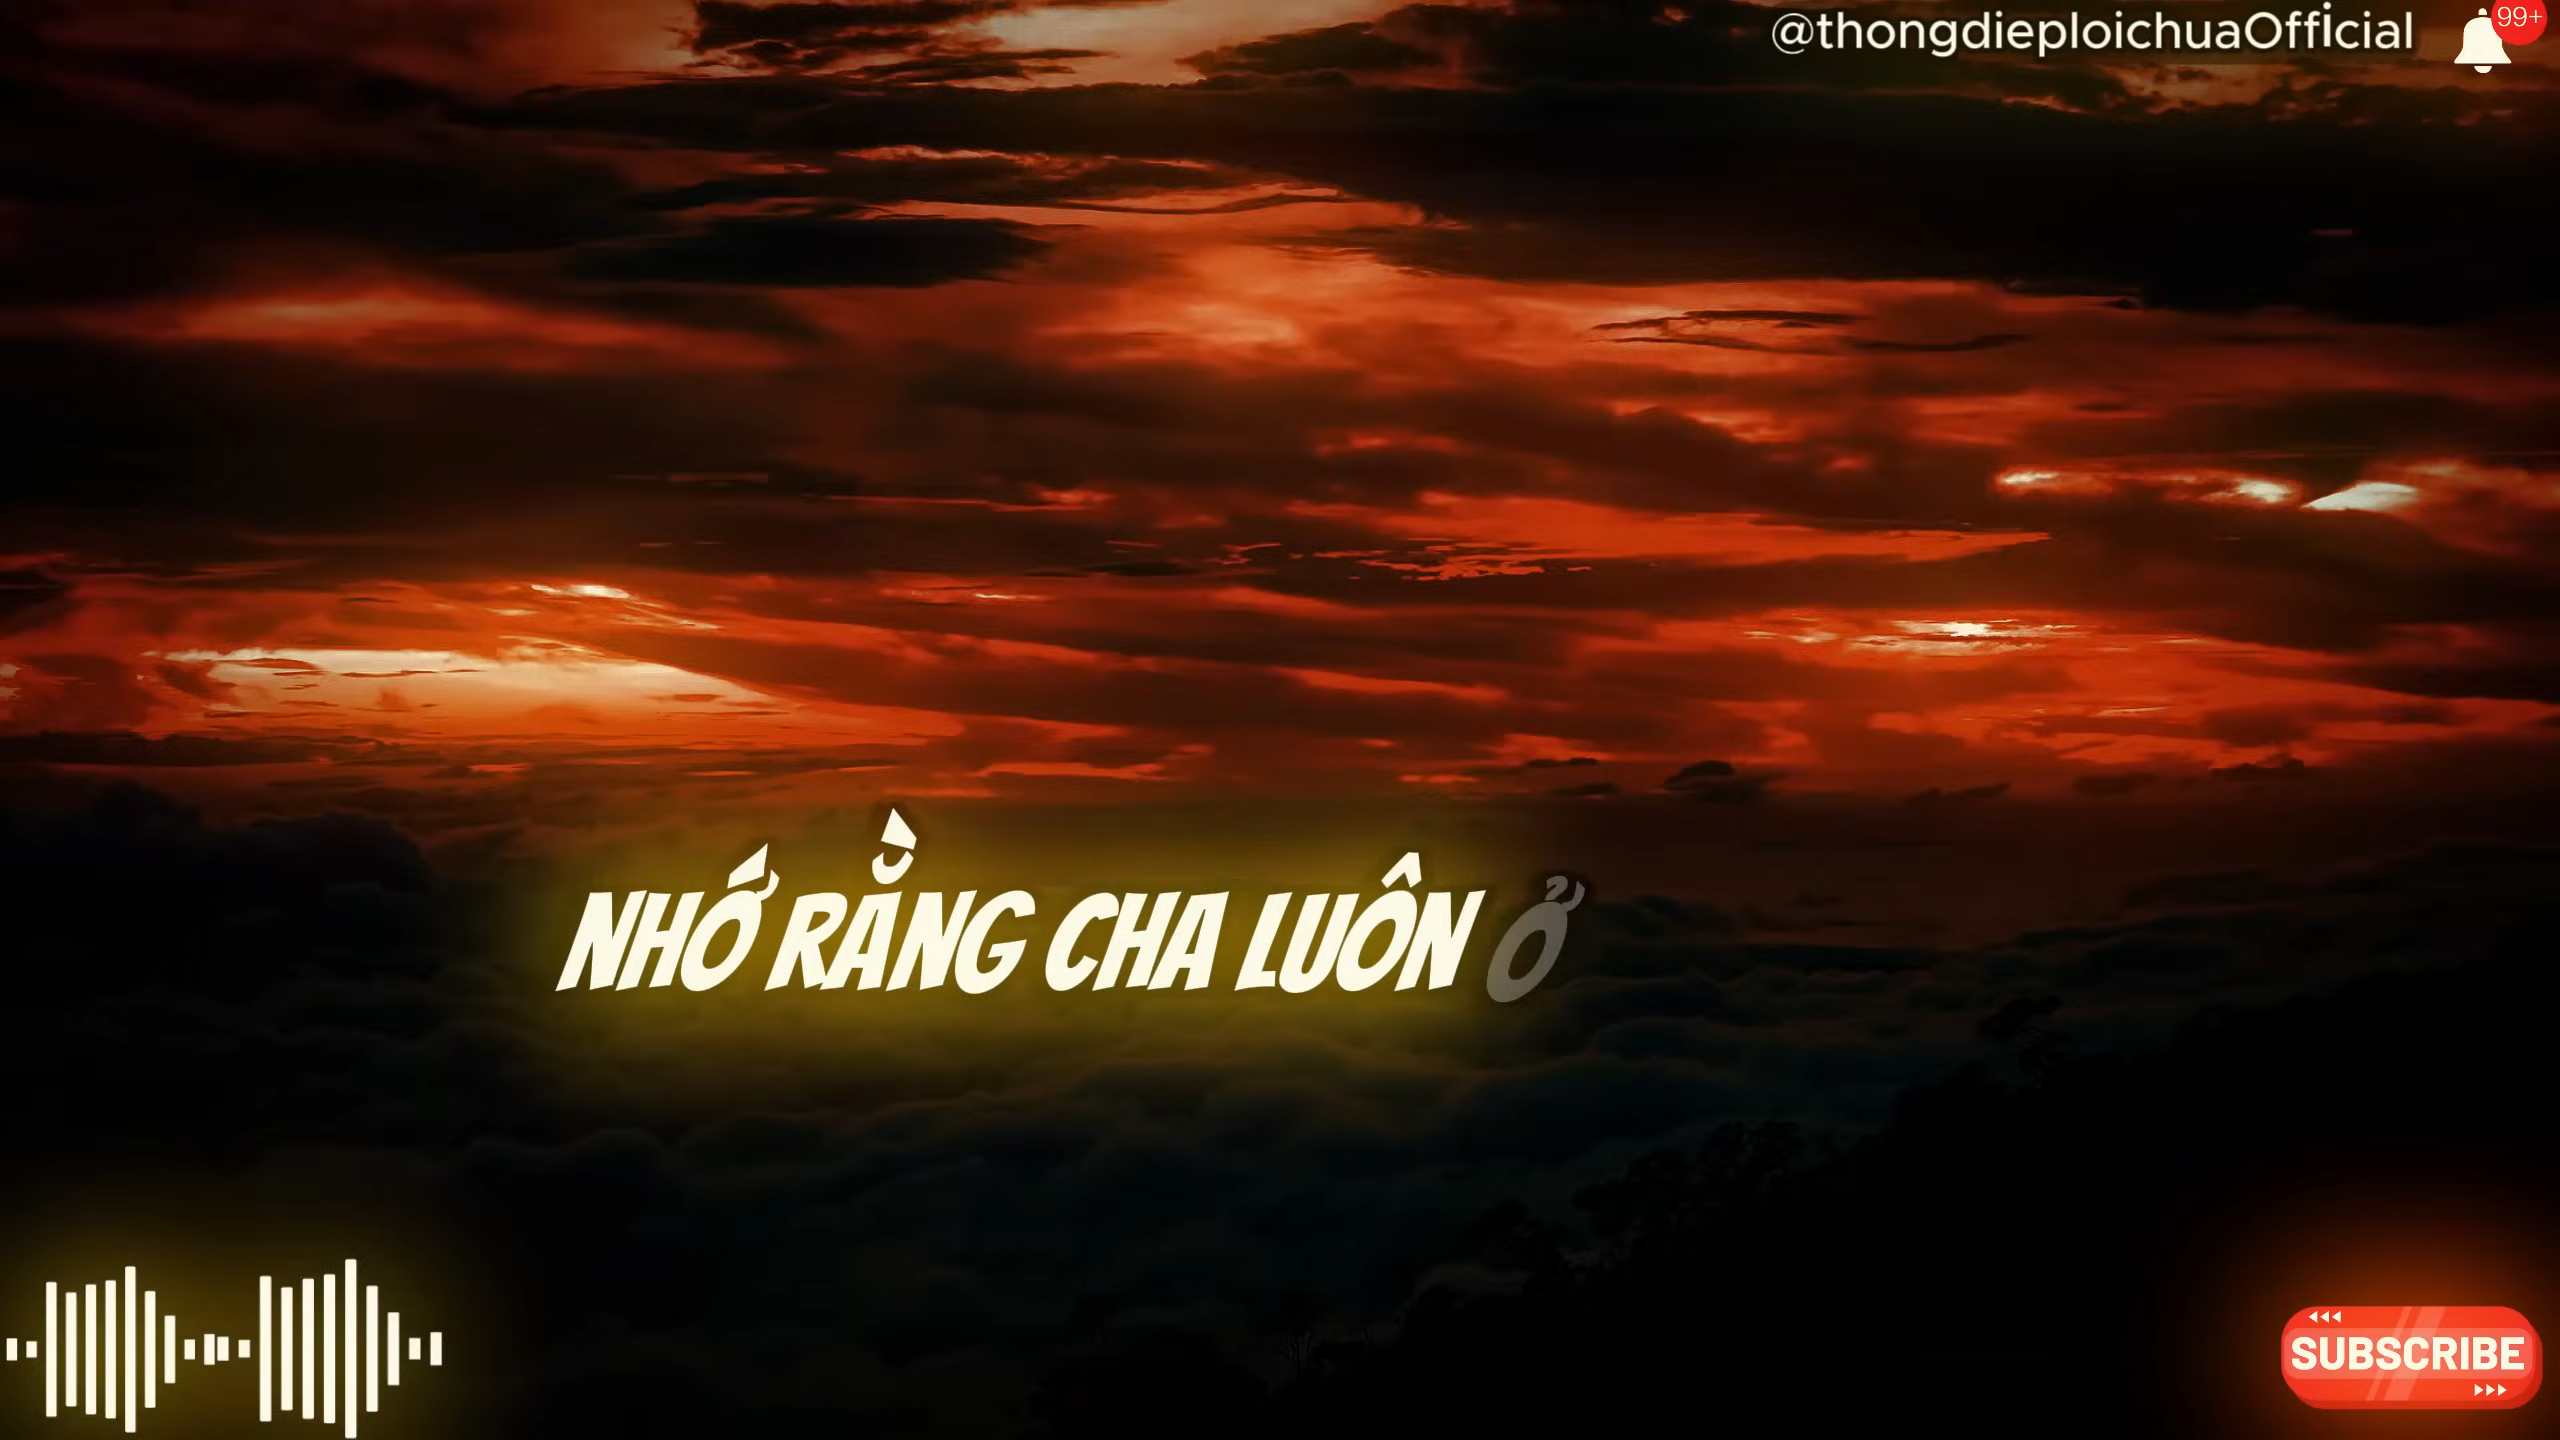 @thongdieploichuaOfficial
99+
NHỚ RẰNG CHA LUÔN Ở
SUBSCRIBE